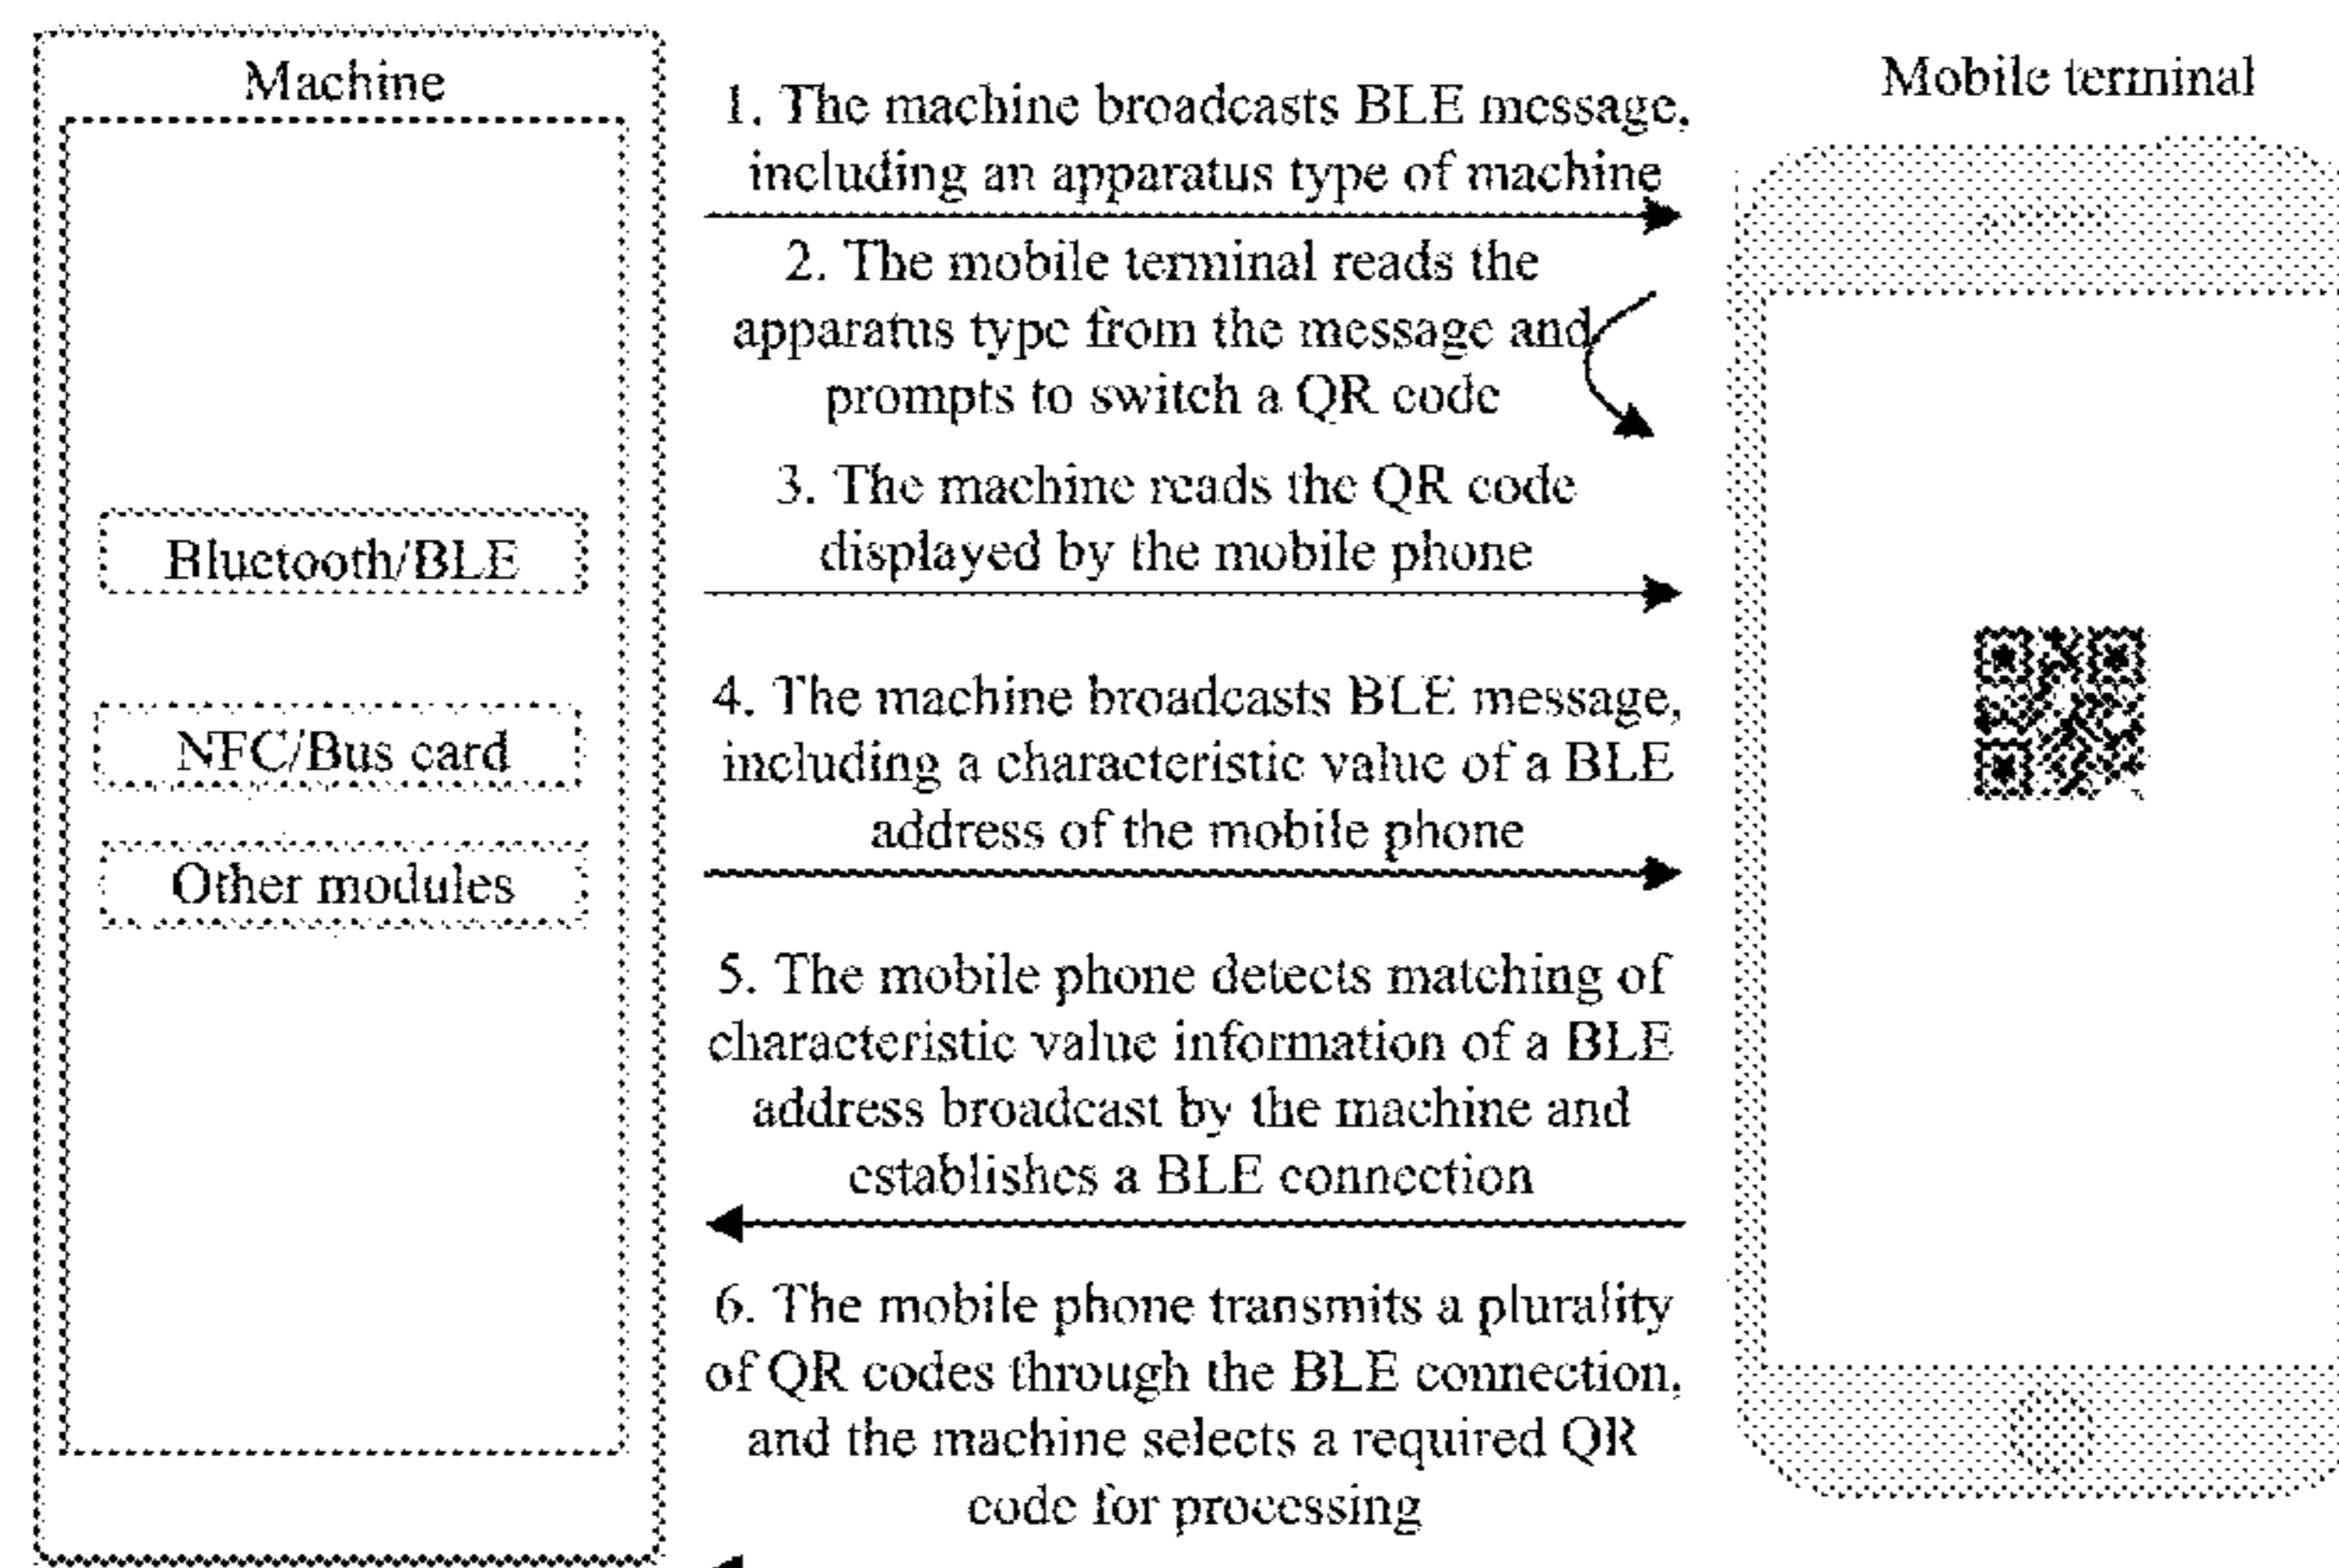 Machine
Mobile terminal
1. The machine broadcasts BLE message,
including an apparatus type of machine
2. The mobile terminal reads the
apparatus type from the message and
prompts to switch a QR code
3. The machine reads the QR code
displayed by the mobile phone
Bluetooth/BLE
4. The machine broadcasts BLE message,
including a characteristic value of a BLE
address of the mobile phone
NFC/Bus card
Other modules
5. The mobile phone detects matching of
characteristic value information of a BLE
address broadcast by the machine and
establishes a BLE connection
6. The mobile phone transmits a plurality
of QR codes through the BLE connection,
and the machine selects a required QR
code for processing